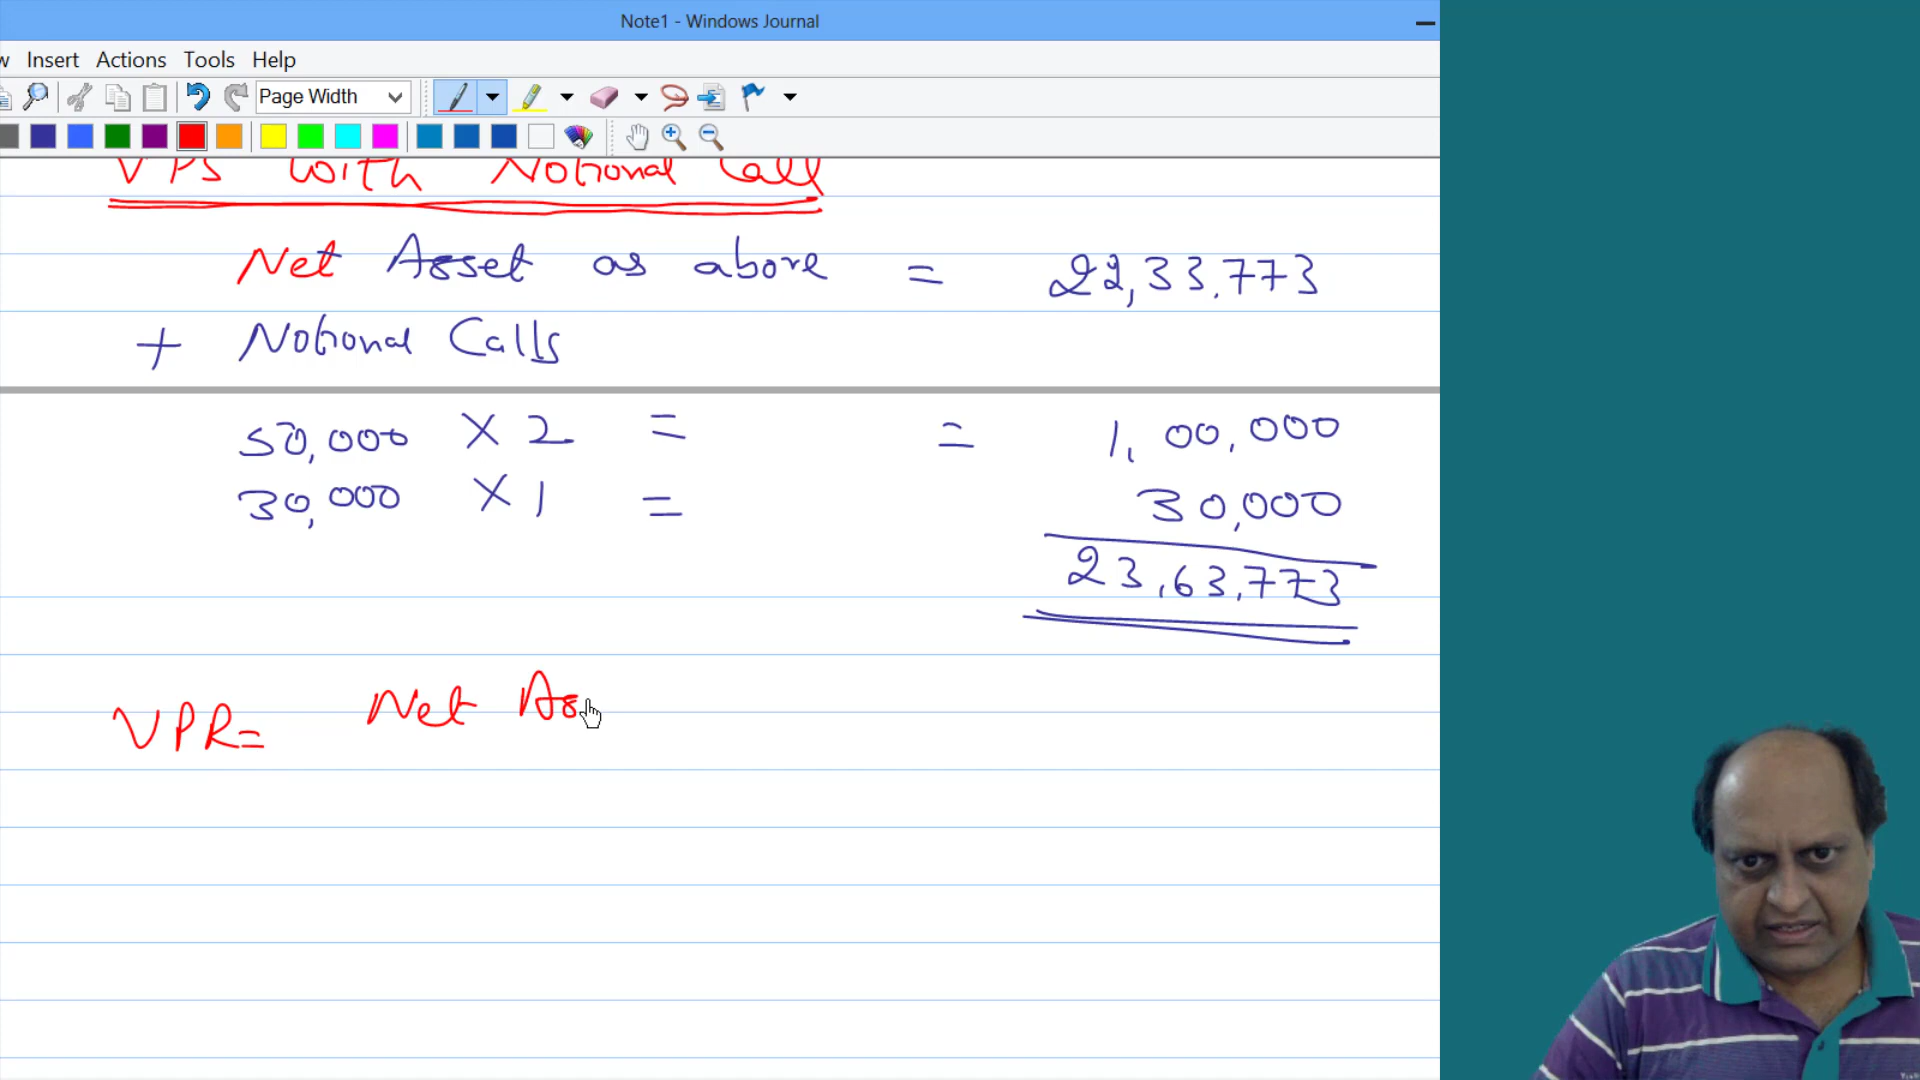 Note1 - Windows Journal
w Insert Actions Tools Help
Page Width
VPS with Notional Call
Net Asset as above = 22,33,773
+ Notional Calls
50,000 X 2 = = 1,00,000
30,000 X 1 = 30,000
23,63,773
VPR= Net As